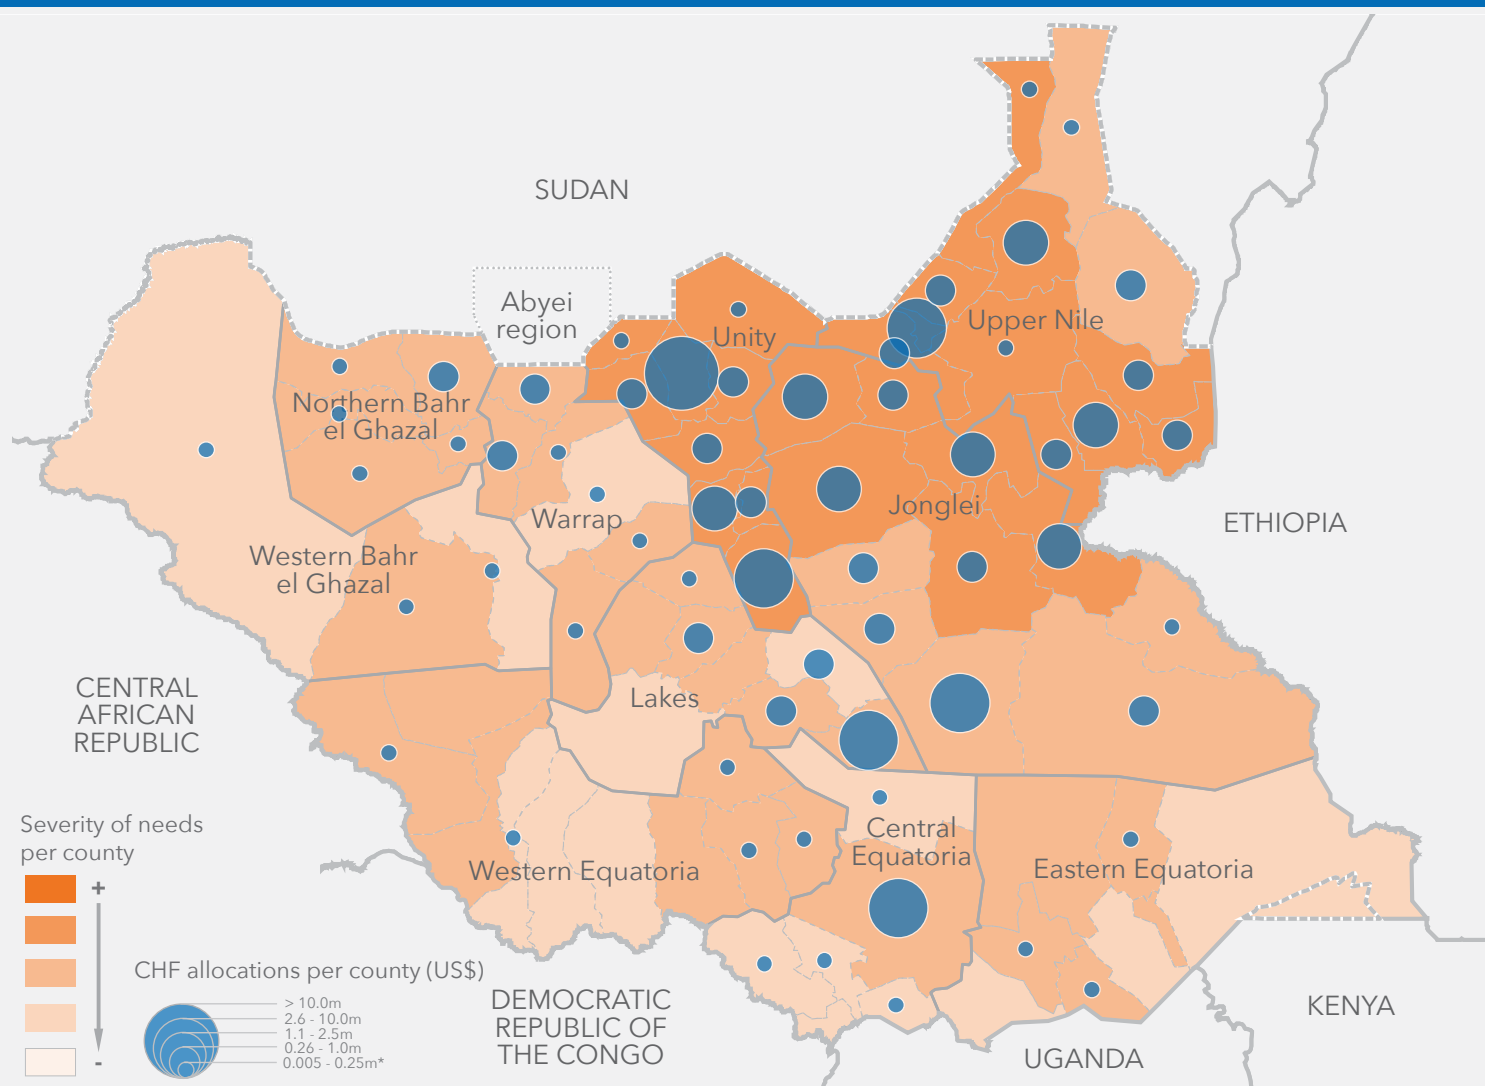 SUDAN
Abyei
region
Unity
Upper Nile
Northern Bahr
el Ghazal
Warrap
Jonglei
ETHIOPIA
Western Bahr
el Ghazal
CENTRAL
AFRICAN
REPUBLIC
Lakes
Central
Equatoria
Western Equatoria
Eastern Equatoria
Severity of needs
per county
+
-
CHF allocations per county (US$)
> 10.0m
2.6 - 10.0m
1.1 - 2.5m
0.26 - 1.0m
0.005 - 0.25m*
DEMOCRATIC
REPUBLIC OF
THE CONGO
UGANDA
KENYA